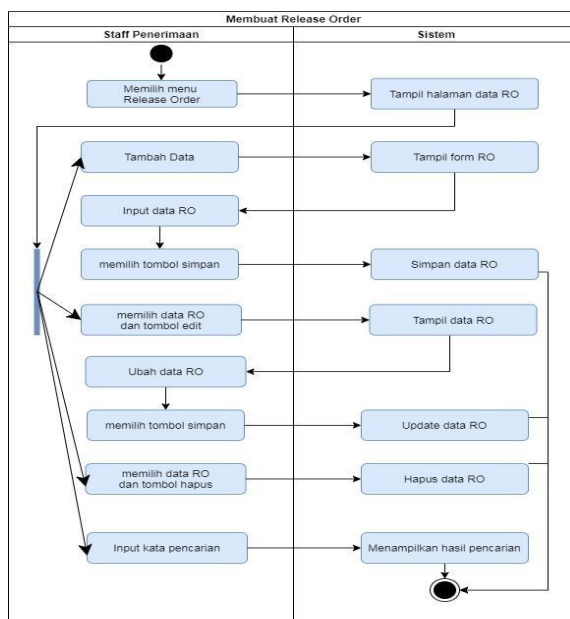 Membuat Release Order
Staff Penerimaan
Sistem
Memilih menu
Release Order
Tampil halaman data RO
Tambah Data
Tampil form RO
Input data RO
memilih tombol simpan
Simpan data RO
memilih data RO
dan tombol edit
Tampil data RO
Ubah data RO
memilih tombol simpan
Update data RO
memilih data RO
dan tombol hapus
Hapus data RO
Input kata pencarian
Menampilkan hasil pencarian